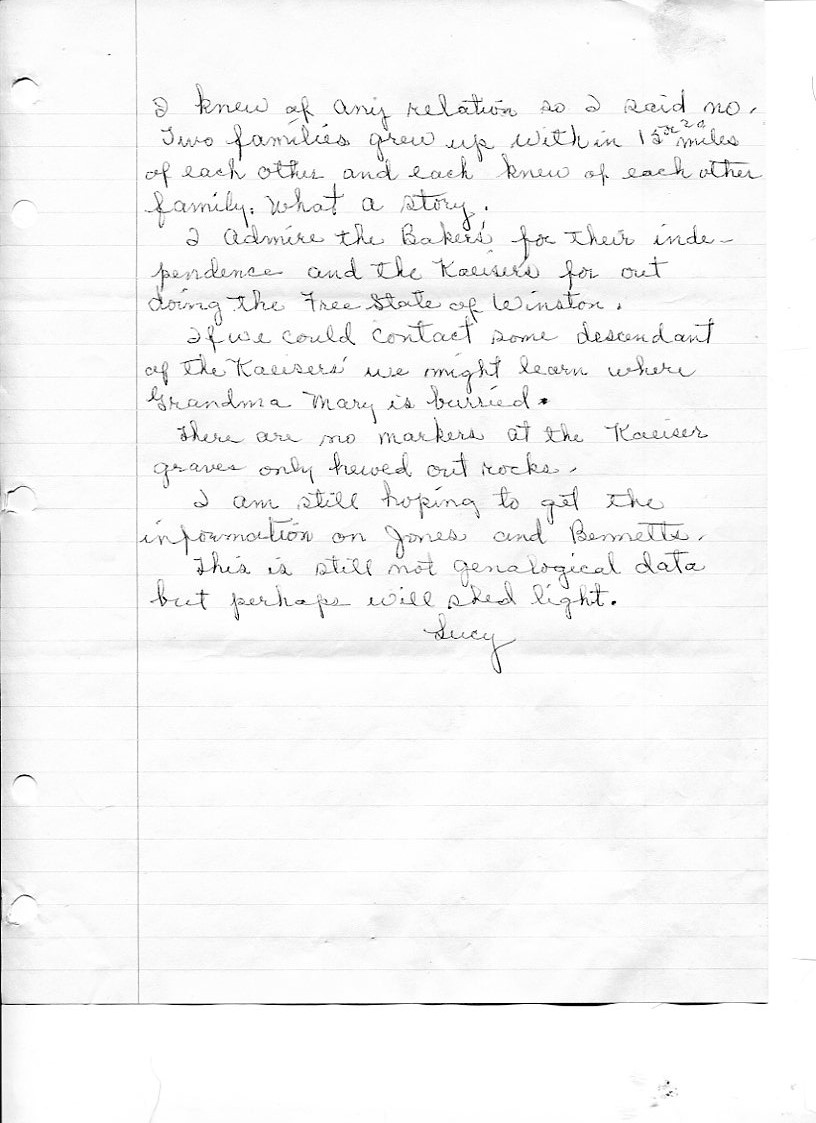 I knew of any relation so I said no.
Two families grew up within 15 or 20 miles
of each other and each knew of each other
family. What a story.
I admire the Bakers' for their inde-
pendence and the Kaeisers for out
doing the Free State of Winston.
If we could contact some descendant
of the Kaeisers' we might learn where
Grandma Mary is burried.
There are no markers at the Kaeiser
graves only hewed out rocks.
I am still hoping to get the
information on Jones and Bennetts.
This is still not genalogical data
but perhaps will shed light.
Lucy